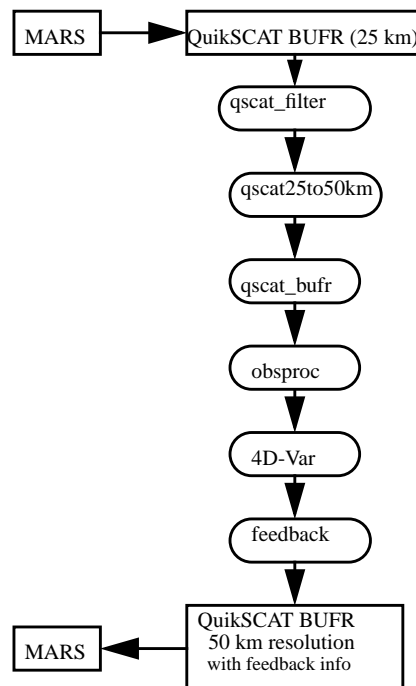 MARS
QuikSCAT BUFR (25 km)
qscat_filter
qscat25to50km
qscat_bufr
obsproc
4D-Var
feedback
MARS
QuikSCAT BUFR
50 km resolution
with feedback info